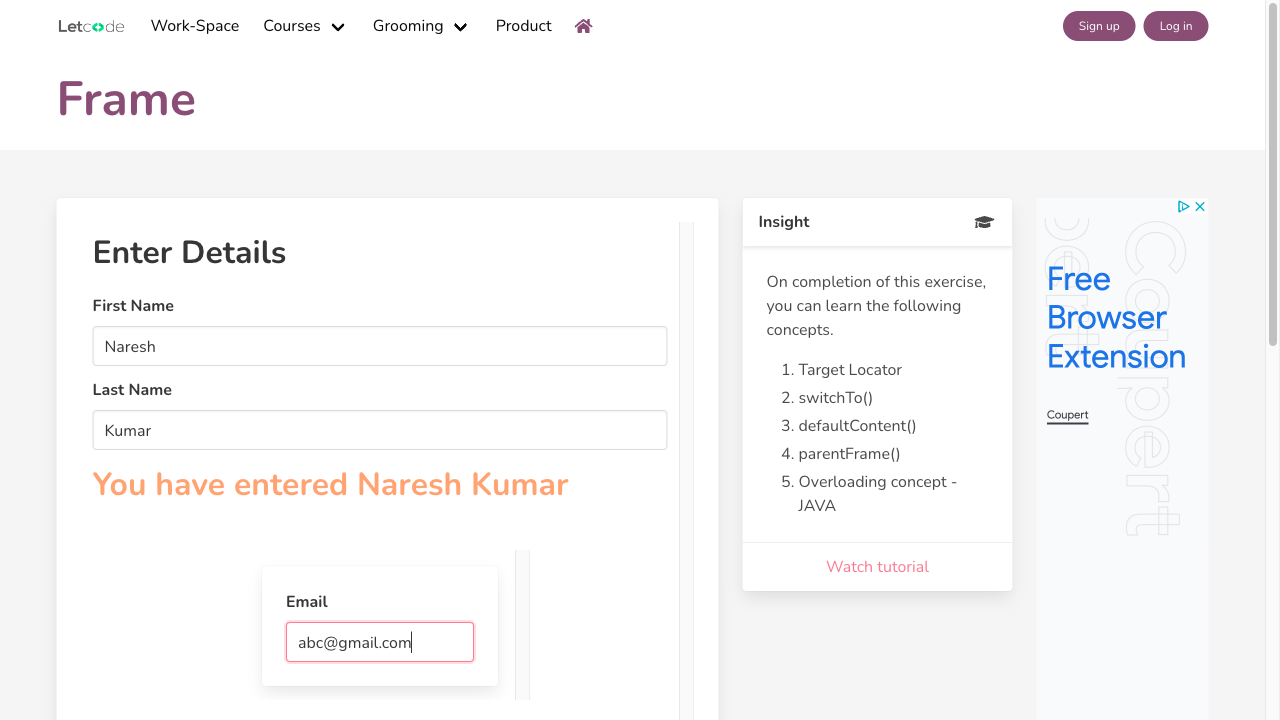 Letcode Work-Space Courses Grooming Product Sign up Log in
Frame
Enter Details
First Name
Naresh
Last Name
Kumar
You have entered Naresh Kumar
Email
abc@gmail.com
Insight
On completion of this exercise,
you can learn the following
concepts.
1. Target Locator
2. switchTo()
3. defaultContent()
4. parentFrame()
5. Overloading concept -
JAVA
Watch tutorial
Free
Browser
Extension
Coupert
Coupert